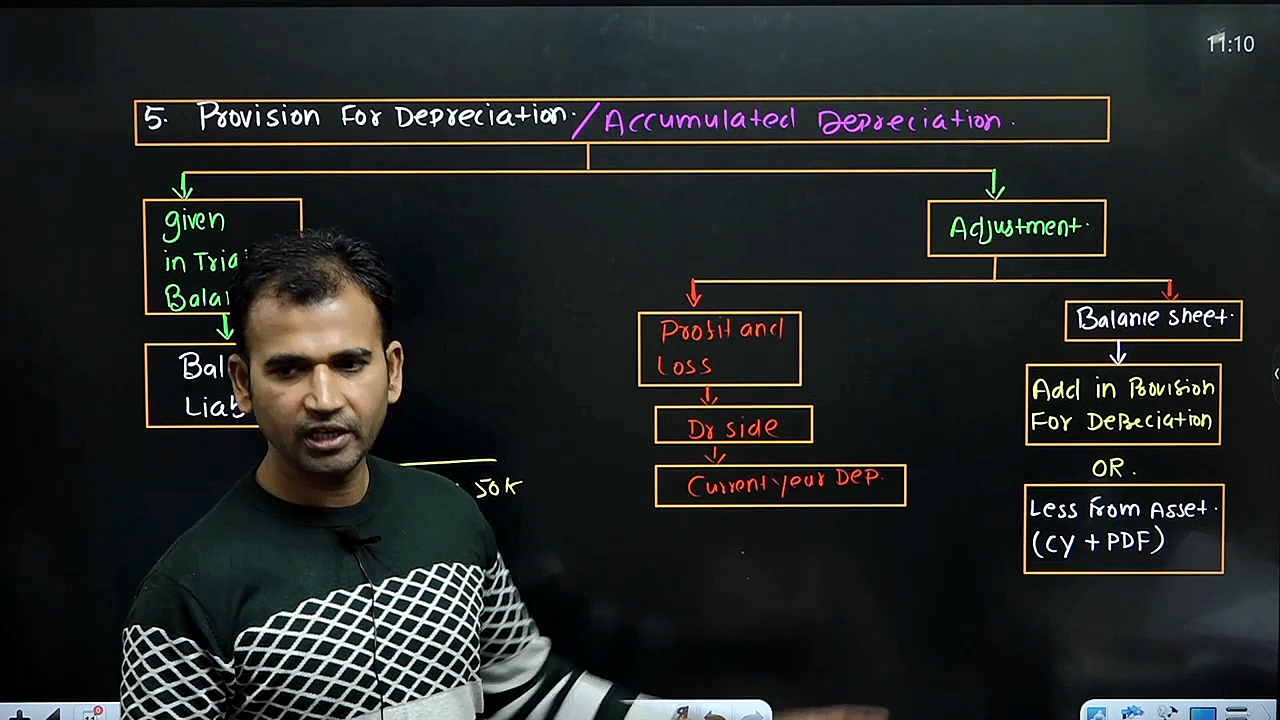 11:10
5. Provision For Depreciation. / Accumulated Depreciation.
given
in Tria
Bala
Bal
Liab
50K
Adjustment.
Profit and
Loss
Dr side
Current year Dep.
Balance sheet.
Add in Provision
For Depreciation
OR.
Less From Asset.
(CY + PDF)